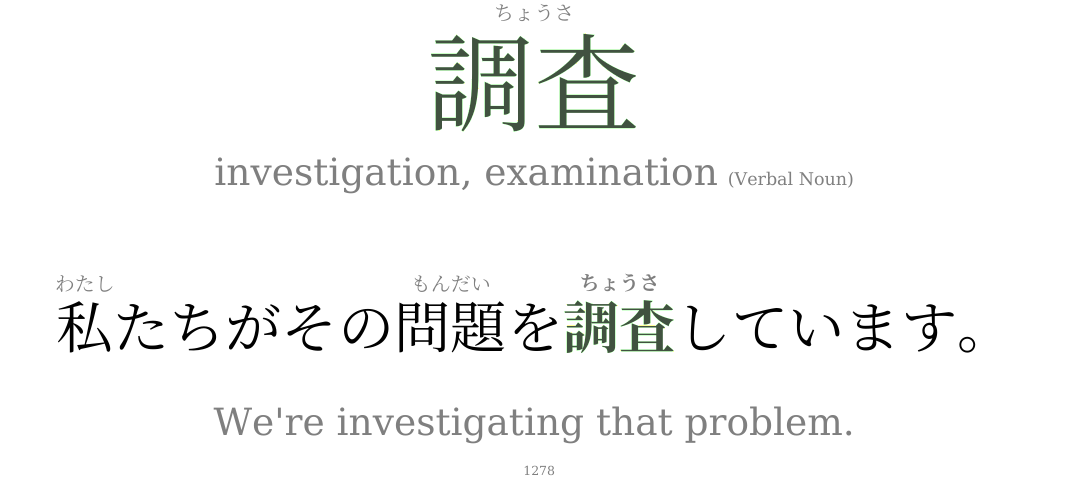 ちょうさ
調査
investigation, examination (Verbal Noun)
わたし もんだい ちょうさ
私たちがその問題を調査しています。
We're investigating that problem.
1278